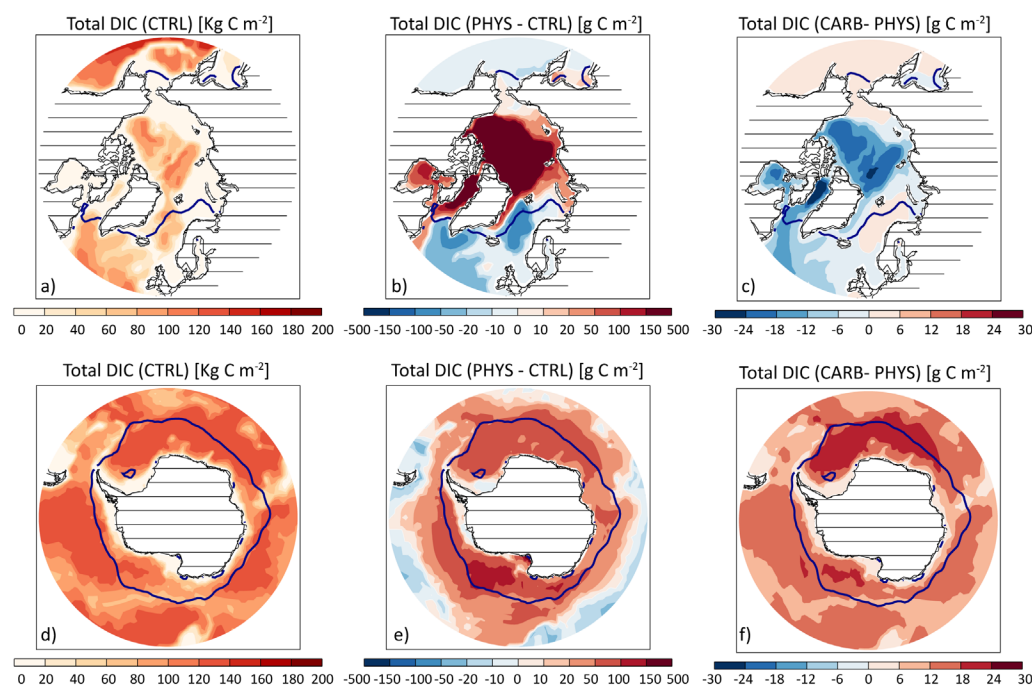 Total DIC (CTRL) [Kg C m⁻²] Total DIC (PHYS - CTRL) [g C m⁻²] Total DIC (CARB- PHYS) [g C m⁻²]
a) b) c)
0 20 40 60 80 100 120 140 160 180 200 -500 -150 -100 -50 -20 -10 0 10 20 50 100 150 500 -30 -24 -18 -12 -6 0 6 12 18 24 30
Total DIC (CTRL) [Kg C m⁻²] Total DIC (PHYS - CTRL) [g C m⁻²] Total DIC (CARB- PHYS) [g C m⁻²]
d) e) f)
0 20 40 60 80 100 120 140 160 180 200 -500 -150 -100 -50 -20 -10 0 10 20 50 100 150 500 -30 -24 -18 -12 -6 0 6 12 18 24 30